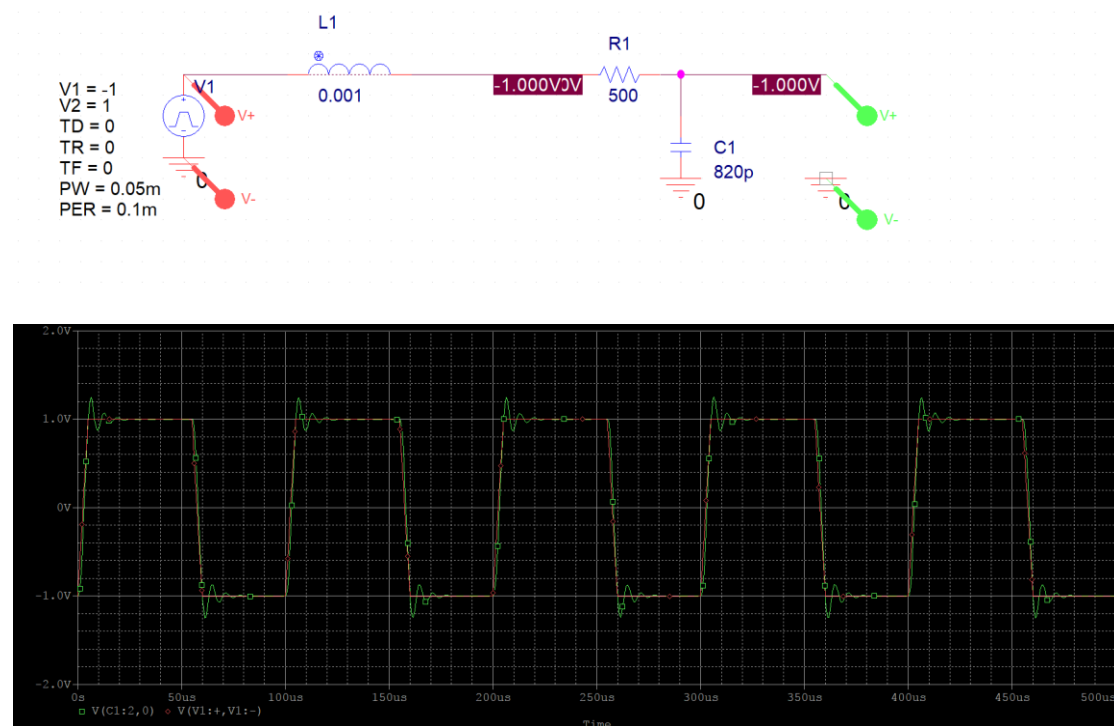 L1
R1
V1
V1 = -1
V2 = 1
TD = 0
TR = 0
TF = 0
PW = 0.05m
PER = 0.1m
V+
V-
0
0.001
-1.000V
500
-1.000V
C1
820p
0
0
V+
V-
2.0V
1.0V
0V
-1.0V
-2.0V
0s 50us 100us 150us 200us 250us 300us 350us 400us 450us 500us
V(C1:2,0) V(V1:+,V1:-)
Time